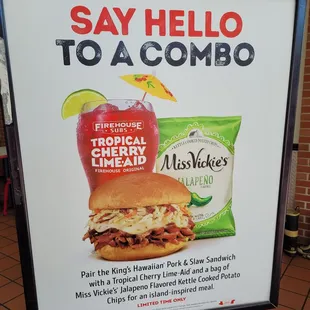 SAY HELLO
TO A COMBO
FIREHOUSE
SUBS
TROPICAL
CHERRY
LIME-AID
FIREHOUSE ORIGINAL
Miss Vickie's
JALAPEÑO
Pair the King's Hawaiian® Pork & Slaw Sandwich
with a Tropical Cherry Lime-Aid and a bag of
Miss Vickie's® Jalapeño Flavored Kettle Cooked Potato
Chips for an island-inspired meal.
LIMITED TIME ONLY